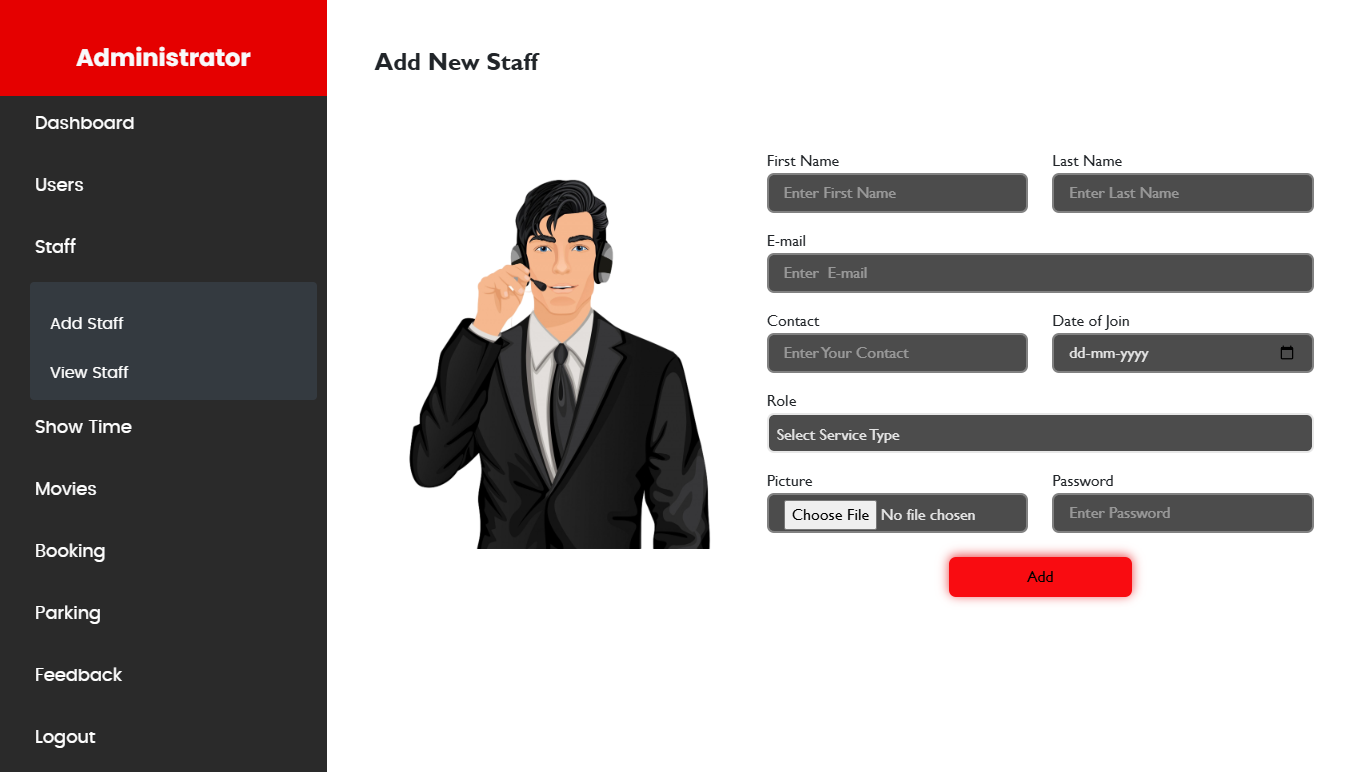 Administrator
Dashboard
Users
Staff
Add Staff
View Staff
Show Time
Movies
Booking
Parking
Feedback
Logout
Add New Staff
First Name
Last Name
Enter First Name
Enter Last Name
E-mail
Enter  E-mail
Contact
Date of Join
Enter Your Contact
dd-mm-yyyy
Role
Select Service Type
Picture
Password
Choose File No file chosen
Enter Password
Add